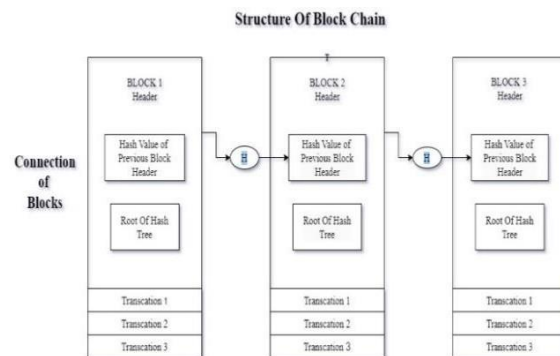 Structure Of Block Chain
BLOCK 1
Header
Hash Value of
Previous Block
Header
Root Of Hash
Tree
Transcation 1
Transcation 2
Transcation 3
H
BLOCK 2
Header
Hash Value of
Previous Block
Header
Root Of Hash
Tree
Transcation 1
Transcation 2
Transcation 3
H
BLOCK 3
Header
Hash Value of
Previous Block
Header
Root Of Hash
Tree
Transcation 1
Transcation 2
Transcation 3
Connection
of
Blocks